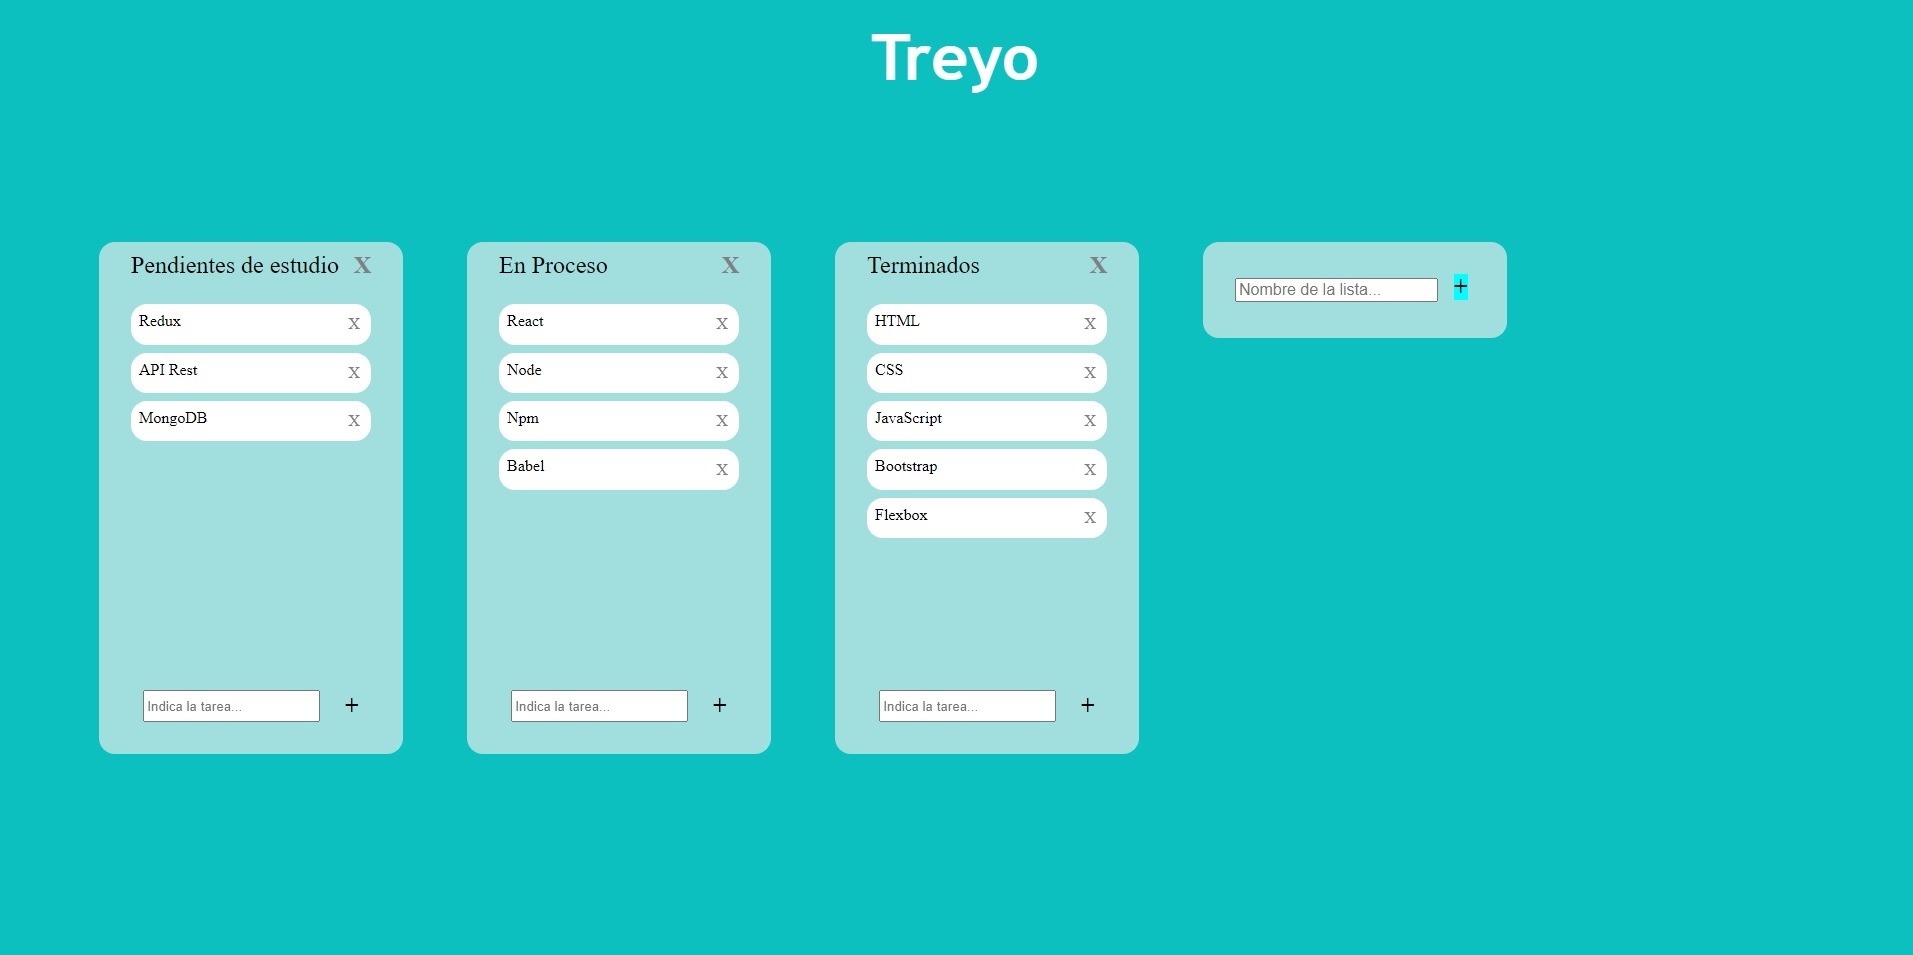 Treyo
Pendientes de estudio X
Redux x
API Rest x
MongoDB x
Indica la tarea... +
En Proceso X
React x
Node x
Npm x
Babel x
Indica la tarea... +
Terminados X
HTML x
CSS x
JavaScript x
Bootstrap x
Flexbox x
Indica la tarea... +
Nombre de la lista... +